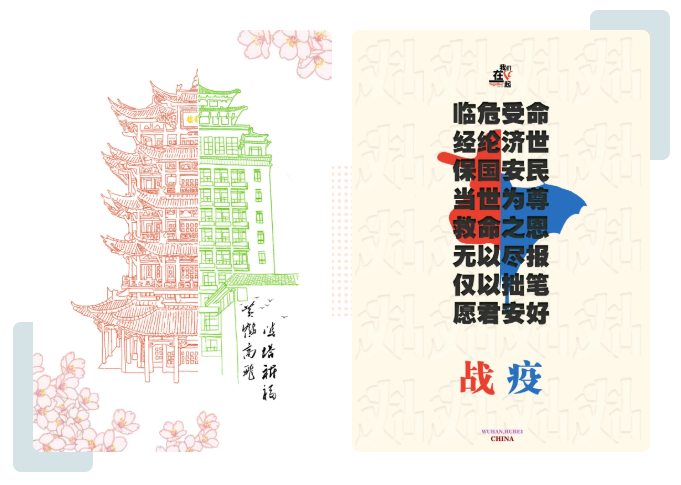 黄鹤高飞
法塔祈福
我们
在
一起
临危受命
经纶济世
保国安民
当世为尊
救命之恩
无以尽报
仅以拙笔
愿君安好
战疫
WUHAN,HUBEI
CHINA